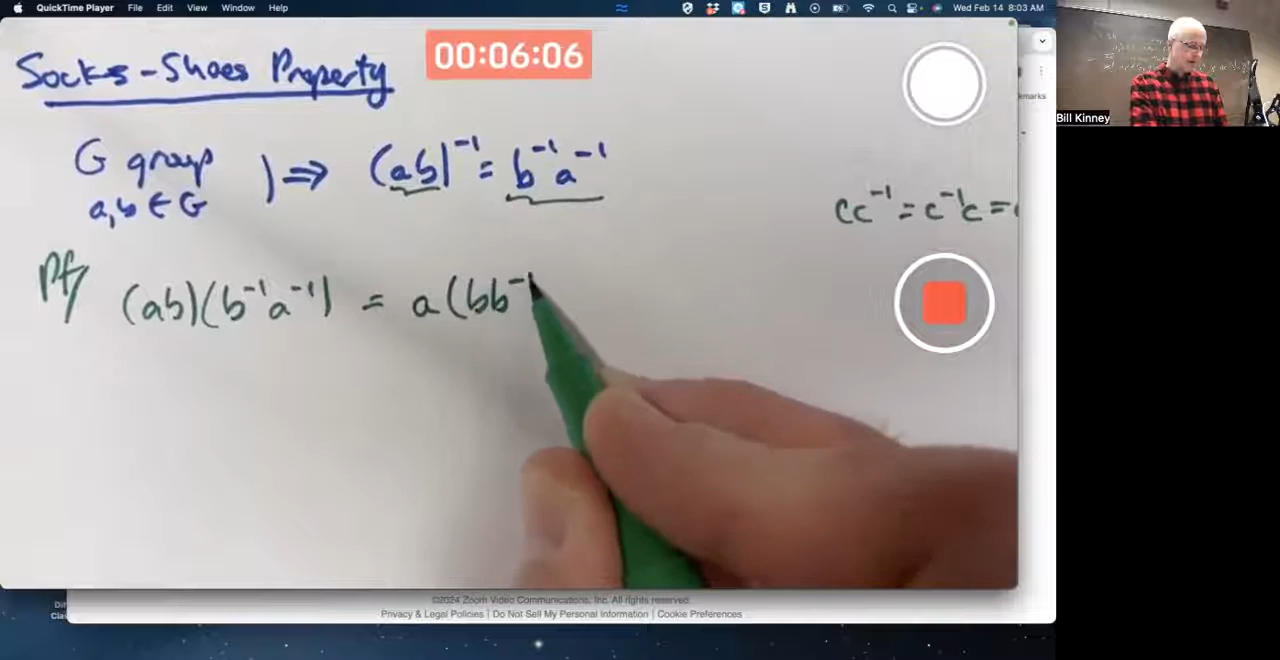 QuickTime Player File Edit View Window Help
Wed Feb 14 8:03 AM
Socks-Shoes Property
00:06:06
Bill Kinney
marks
G group
a,b ∈ G
) ⇒ (ab)⁻¹ = b⁻¹a⁻¹
cc⁻¹ = c⁻¹c =
Pf/ (ab)(b⁻¹a⁻¹) = a(bb⁻¹
©2024 Zoom Video Communications, Inc. All rights reserved.
Privacy & Legal Policies | Do Not Sell My Personal Information | Cookie Preferences